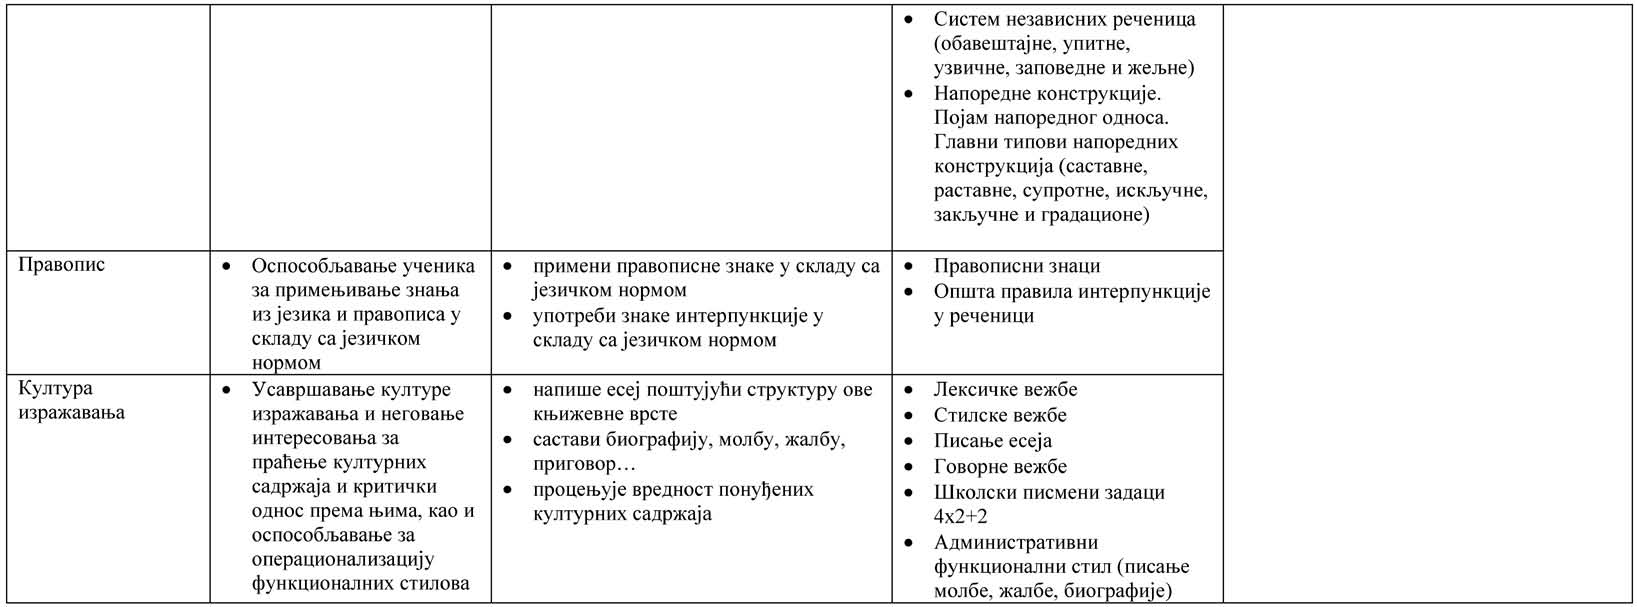 • Систем независних реченица
(обавештајне, упитне,
узвичне, заповедне и жељне)
• Напоредне конструкције.
Појам напоредног односа.
Главни типови напоредних
конструкција (саставне,
раставне, супротне, искључне,
закључне и градационе)
Правопис
• Оспособљавање ученика
за примењивање знања
из језика и правописа у
складу са језичком
нормом
• примени правописне знаке у складу са
језичком нормом
• употреби знаке интерпункције у
складу са језичком нормом
• Правописни знаци
• Општа правила интерпункције
у реченици
Култура
изражавања
• Усавршавање културе
изражавања и неговање
интересовања за
праћење културних
садржаја и критички
однос према њима, као и
оспособљавање за
операционализацију
функционалних стилова
• напише есеј поштујући структуру ове
књижевне врсте
• састави биографију, молбу, жалбу,
приговор…
• процењује вредност понуђених
културних садржаја
• Лексичке вежбе
• Стилске вежбе
• Писање есеја
• Говорне вежбе
• Школски писмени задаци
4x2+2
• Административни
функционални стил (писање
молбе, жалбе, биографије)